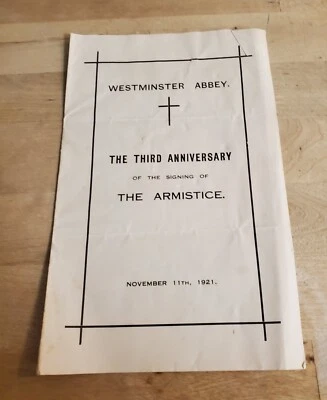 WESTMINSTER ABBEY.
THE THIRD ANNIVERSARY
OF THE SIGNING OF
THE ARMISTICE.
NOVEMBER 11TH, 1921.